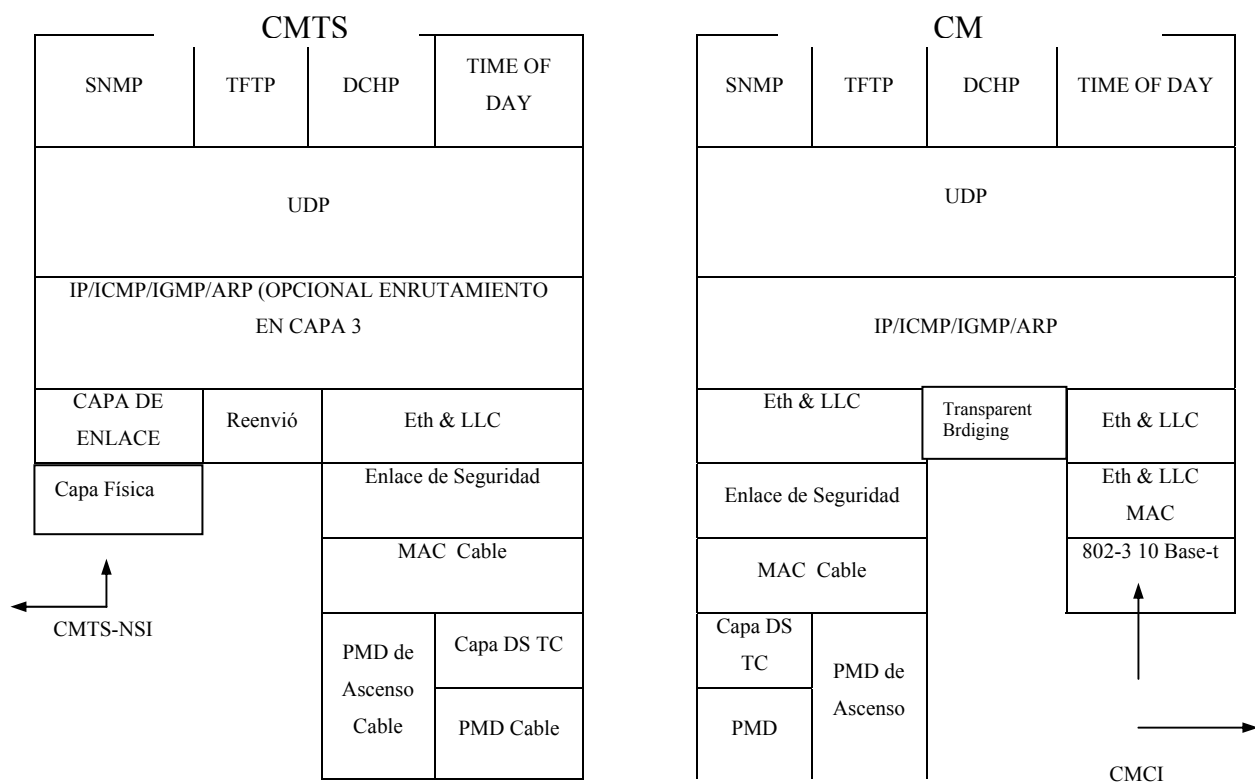 CMTS
SNMP
TFTP
DCHP
TIME OF
DAY
UDP
IP/ICMP/IGMP/ARP (OPCIONAL ENRUTAMIENTO
EN CAPA 3
CAPA DE
ENLACE
Reenvió
Eth & LLC
Capa Física
Enlace de Seguridad
MAC Cable
CMTS-NSI
PMD de
Ascenso
Cable
Capa DS TC
PMD Cable
CM
SNMP
TFTP
DCHP
TIME OF DAY
UDP
IP/ICMP/IGMP/ARP
Eth & LLC
Transparent
Brdiging
Eth & LLC
Enlace de Seguridad
Eth & LLC
MAC
MAC Cable
802-3 10 Base-t
Capa DS
TC
PMD de
Ascenso
PMD
CMCI